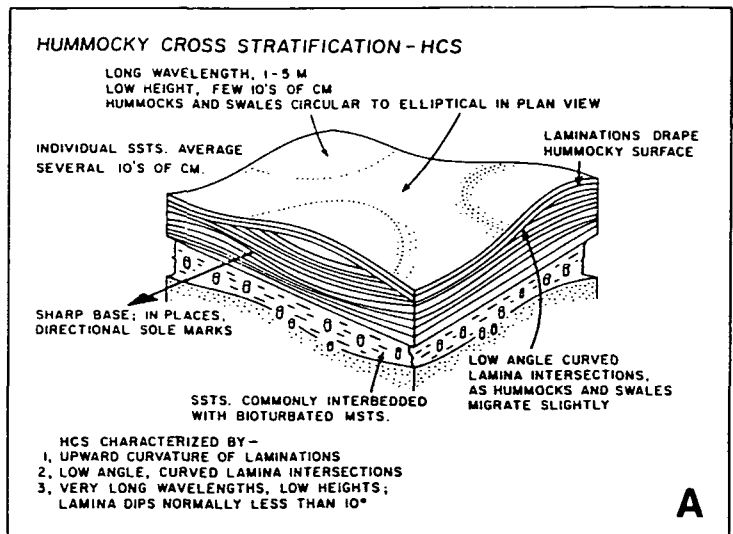 HUMMOCKY CROSS STRATIFICATION-HCS
LONG WAVELENGTH, 1-5 M
LOW HEIGHT, FEW 10'S OF CM
HUMMOCKS AND SWALES CIRCULAR TO ELLIPTICAL IN PLAN VIEW
INDIVIDUAL SSTS. AVERAGE
SEVERAL 10'S OF CM.
LAMINATIONS DRAPE
HUMMOCKY SURFACE
SHARP BASE; IN PLACES,
DIRECTIONAL SOLE MARKS
LOW ANGLE CURVED
LAMINA INTERSECTIONS,
AS HUMMOCKS AND SWALES
MIGRATE SLIGHTLY
SSTS. COMMONLY INTERBEDDED
WITH BIOTURBATED MSTS.
HCS CHARACTERIZED BY-
1, UPWARD CURVATURE OF LAMINATIONS
2, LOW ANGLE, CURVED LAMINA INTERSECTIONS
3, VERY LONG WAVELENGTHS, LOW HEIGHTS;
LAMINA DIPS NORMALLY LESS THAN 10°
A